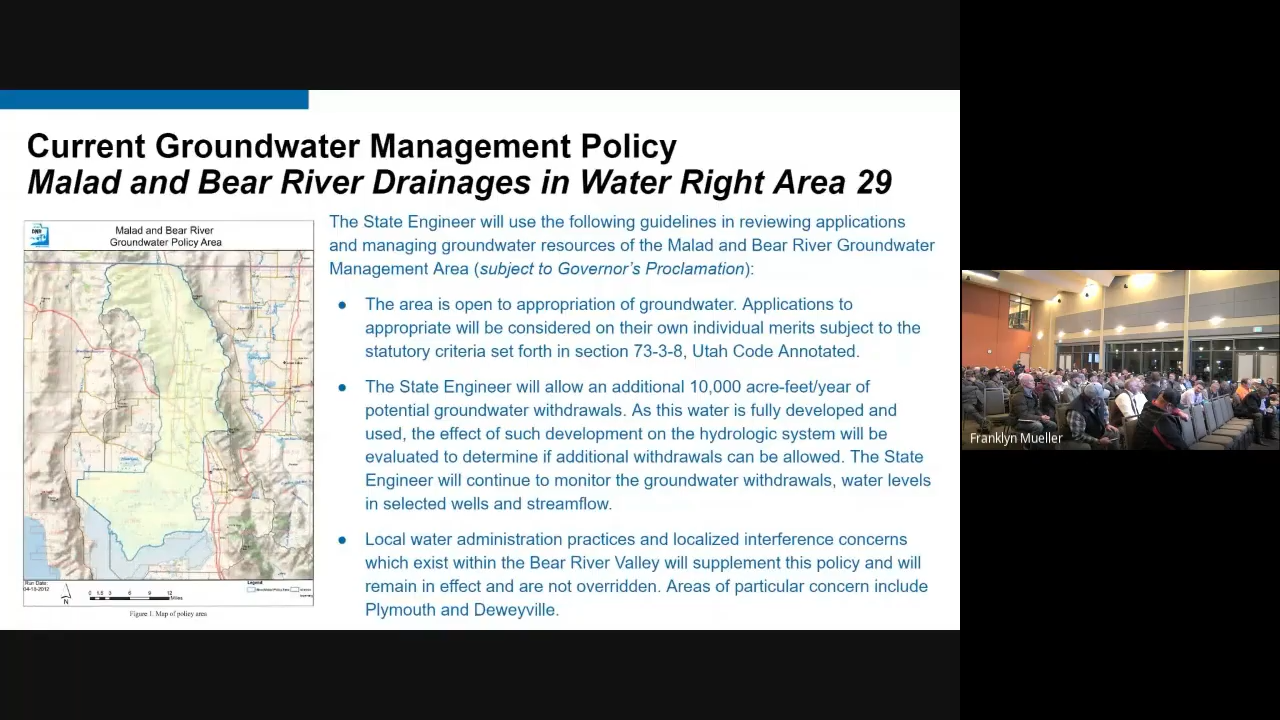 Current Groundwater Management Policy
Malad and Bear River Drainages in Water Right Area 29
DNR
Malad and Bear River
Groundwater Policy Area
Run Date:
04-10-2012
N
Miles
Legend
Figure 1. Map of policy area
The State Engineer will use the following guidelines in reviewing applications
and managing groundwater resources of the Malad and Bear River Groundwater
Management Area (subject to Governor's Proclamation):
● The area is open to appropriation of groundwater. Applications to
appropriate will be considered on their own individual merits subject to the
statutory criteria set forth in section 73-3-8, Utah Code Annotated.
● The State Engineer will allow an additional 10,000 acre-feet/year of
potential groundwater withdrawals. As this water is fully developed and
used, the effect of such development on the hydrologic system will be
evaluated to determine if additional withdrawals can be allowed. The State
Engineer will continue to monitor the groundwater withdrawals, water levels
in selected wells and streamflow.
● Local water administration practices and localized interference concerns
which exist within the Bear River Valley will supplement this policy and will
remain in effect and are not overridden. Areas of particular concern include
Plymouth and Deweyville.
Franklyn Mueller